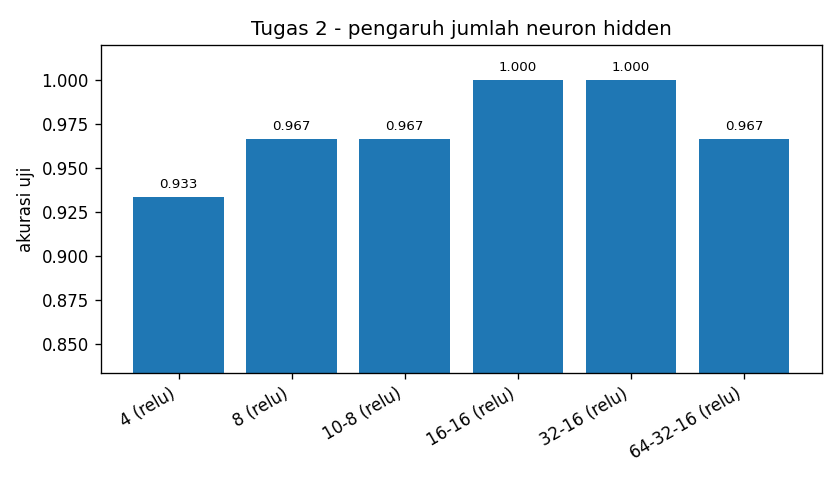 Tugas 2 - pengaruh jumlah neuron hidden
akurasi uji
1.000
0.975
0.950
0.925
0.900
0.875
0.850
0.933
0.967
0.967
1.000
1.000
0.967
4 (relu)
8 (relu)
10-8 (relu)
16-16 (relu)
32-16 (relu)
64-32-16 (relu)